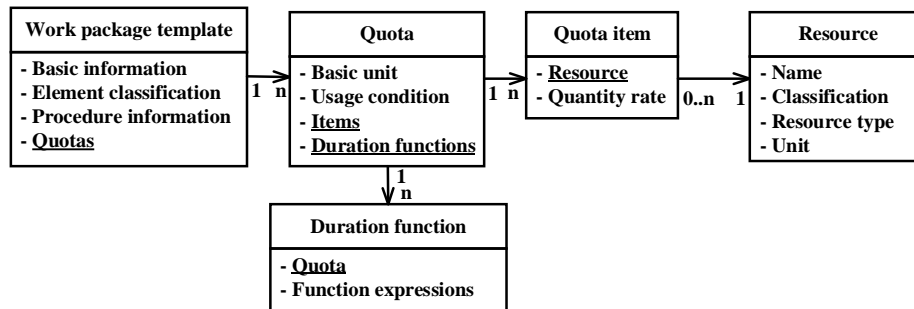 Work package template
- Basic information
- Element classification
- Procedure information
- Quotas
1 n
Quota
- Basic unit
- Usage condition
- Items
- Duration functions
1 n
Quota item
- Resource
- Quantity rate
0..n 1
Resource
- Name
- Classification
- Resource type
- Unit
1
n
Duration function
- Quota
- Function expressions